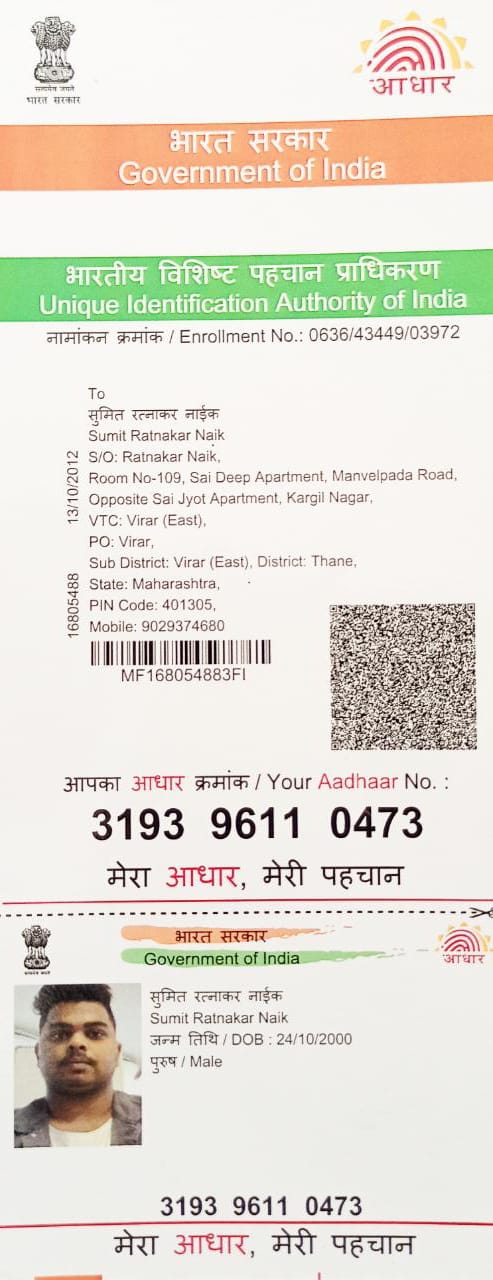 सत्यमेव जयते
भारत सरकार
आधार
भारत सरकार
Government of India
भारतीय विशिष्ट पहचान प्राधिकरण
Unique Identification Authority of India
नामांकन क्रमांक / Enrollment No.: 0636/43449/03972
To
सुमित रत्नाकर नाईक
Sumit Ratnakar Naik
S/O: Ratnakar Naik,
Room No-109, Sai Deep Apartment, Manvelpada Road,
Opposite Sai Jyot Apartment, Kargil Nagar,
VTC: Virar (East),
PO: Virar,
Sub District: Virar (East), District: Thane,
State: Maharashtra,
PIN Code: 401305,
Mobile: 9029374680
13/10/2012
16805488
MF168054883FI
आपका आधार क्रमांक / Your Aadhaar No. :
3193 9611 0473
मेरा आधार, मेरी पहचान
भारत सरकार
Government of India
आधार
सुमित रत्नाकर नाईक
Sumit Ratnakar Naik
जन्म तिथि / DOB : 24/10/2000
पुरुष / Male
3193 9611 0473
मेरा आधार, मेरी पहचान